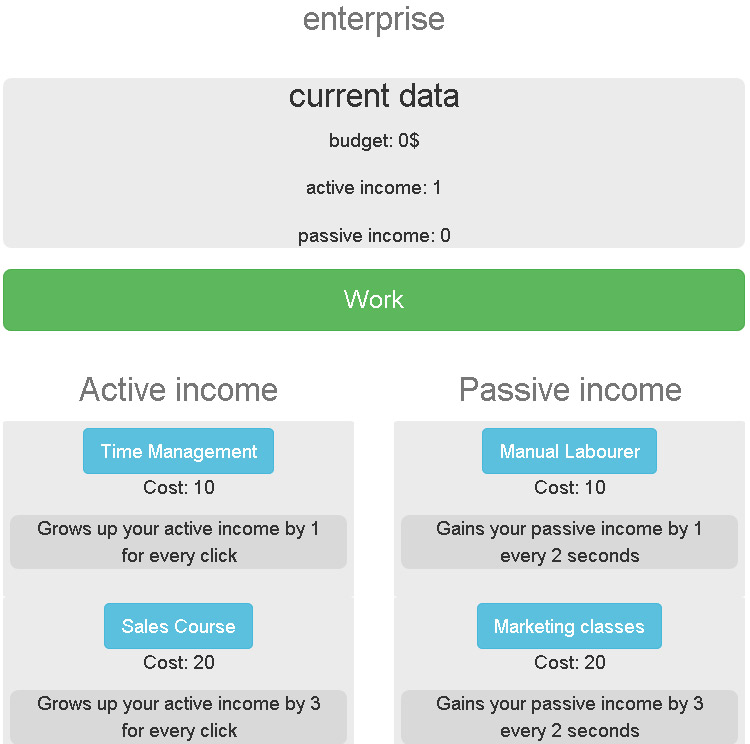 enterprise
current data
budget: 0$
active income: 1
passive income: 0
Work
Active income
Time Management
Cost: 10
Grows up your active income by 1
for every click
Sales Course
Cost: 20
Grows up your active income by 3
for every click
Passive income
Manual Labourer
Cost: 10
Gains your passive income by 1
every 2 seconds
Marketing classes
Cost: 20
Gains your passive income by 3
every 2 seconds